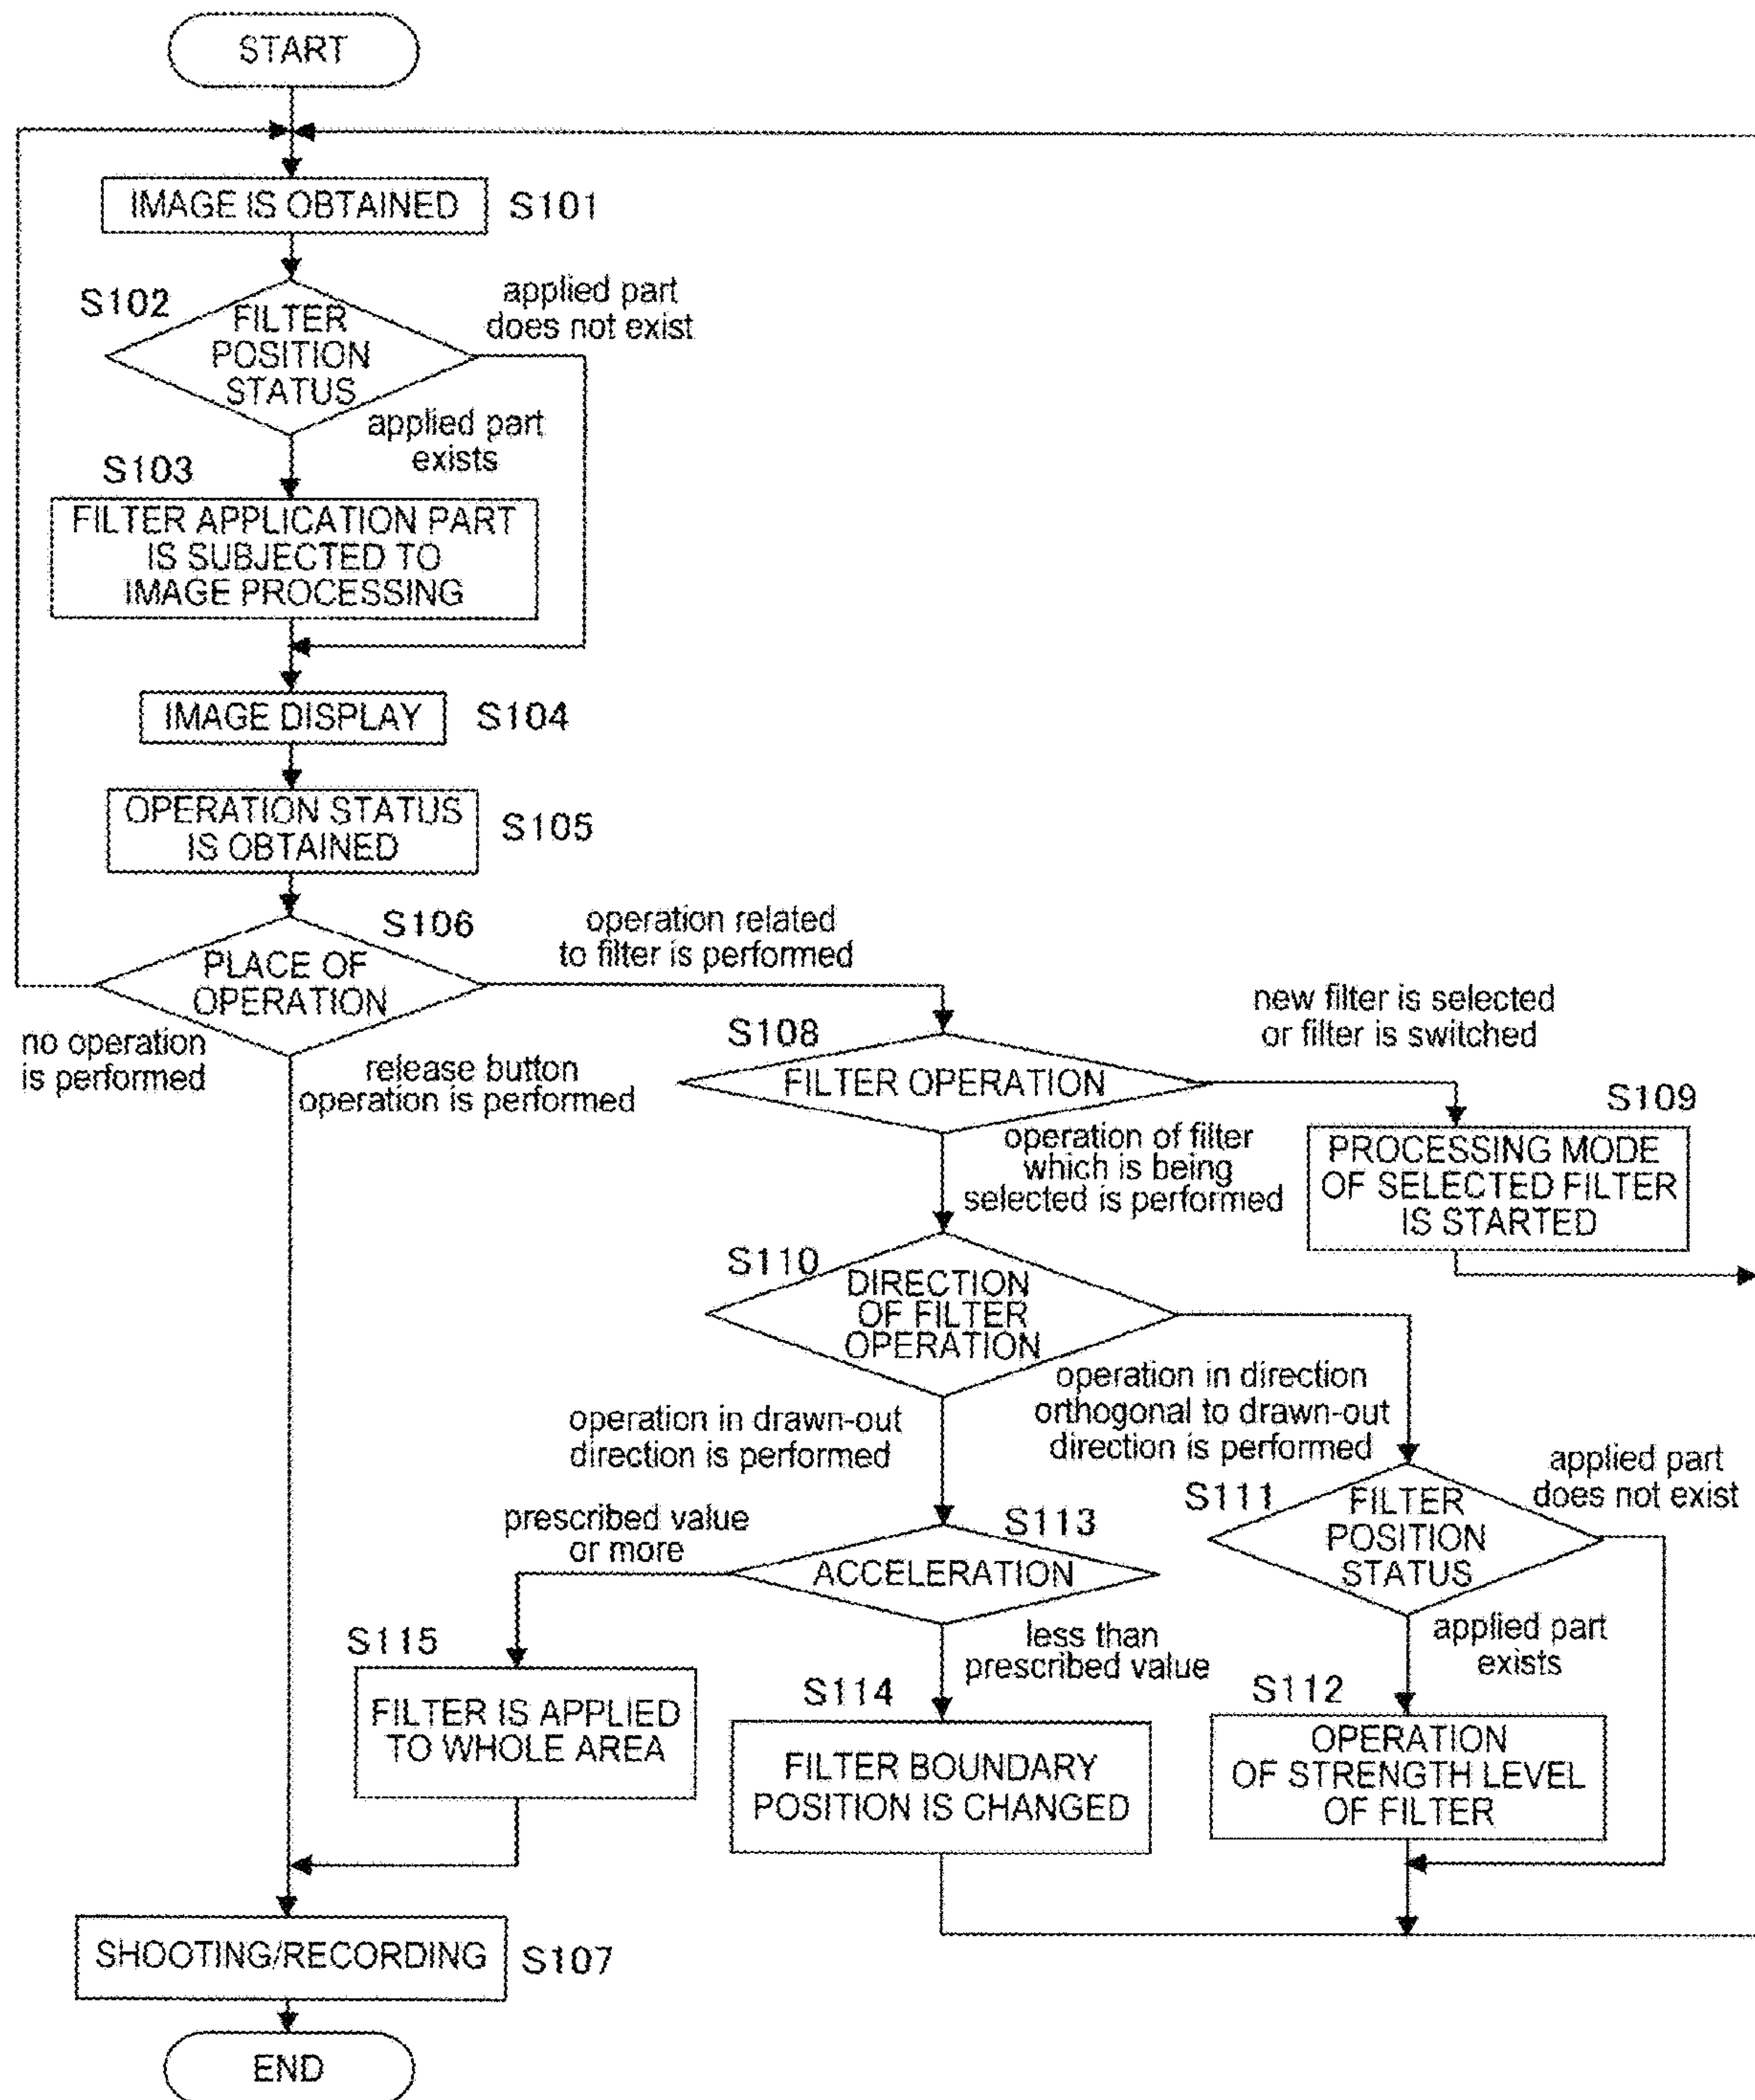 START
IMAGE IS OBTAINED
S101
S102
FILTER
POSITION
STATUS
applied part
does not exist
applied part
exists
S103
FILTER APPLICATION PART
IS SUBJECTED TO
IMAGE PROCESSING
IMAGE DISPLAY
S104
OPERATION STATUS
IS OBTAINED
S105
S106
PLACE OF
OPERATION
operation related
to filter is performed
no operation
is performed
release button
operation is performed
S108
FILTER OPERATION
new filter is selected
or filter is switched
S109
PROCESSING MODE
OF SELECTED FILTER
IS STARTED
operation of filter
which is being
selected is performed
S110
DIRECTION
OF FILTER
OPERATION
operation in drawn-out
direction is performed
operation in direction
orthogonal to drawn-out
direction is performed
S111
FILTER
POSITION
STATUS
applied part
does not exist
applied part
exists
S112
OPERATION
OF STRENGTH LEVEL
OF FILTER
prescribed value
or more
S113
ACCELERATION
less than
prescribed value
S114
FILTER BOUNDARY
POSITION IS CHANGED
S115
FILTER IS APPLIED
TO WHOLE AREA
SHOOTING/RECORDING
S107
END